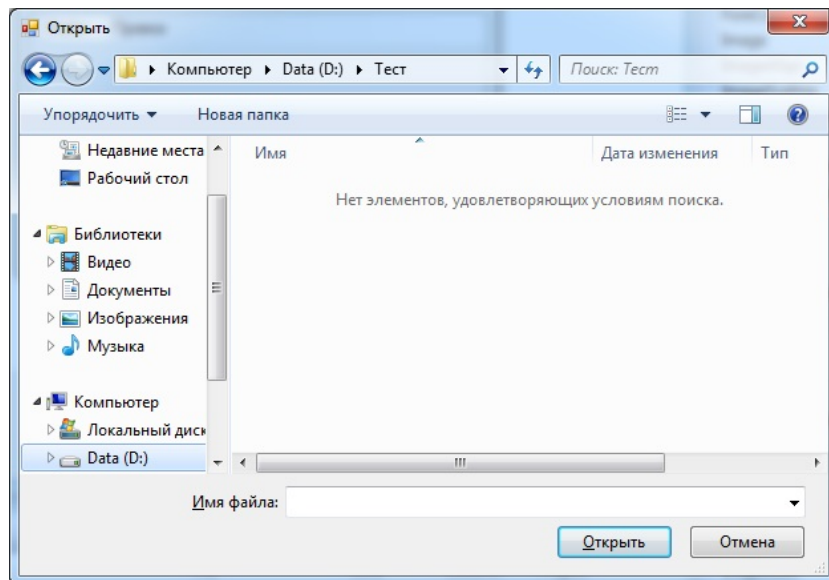 Открыть
Компьютер Data (D:) Тест
Поиск: Тест
Упорядочить Новая папка
Недавние места
Рабочий стол
Библиотеки
Видео
Документы
Изображения
Музыка
Компьютер
Локальный диск
Data (D:)
Имя Дата изменения Тип
Нет элементов, удовлетворяющих условиям поиска.
Имя файла:
Открыть Отмена